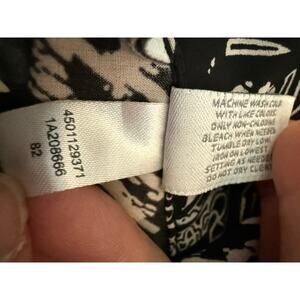 4501129371
1A208666
82
MACHINE WASH COLD
WITH LIKE COLORS.
ONLY NON-CHLORINE
BLEACH WHEN NEEDED.
TUMBLE DRY LOW.
IRON ON LOWEST
SETTING AS NEEDED.
DO NOT DRY CLEAN.